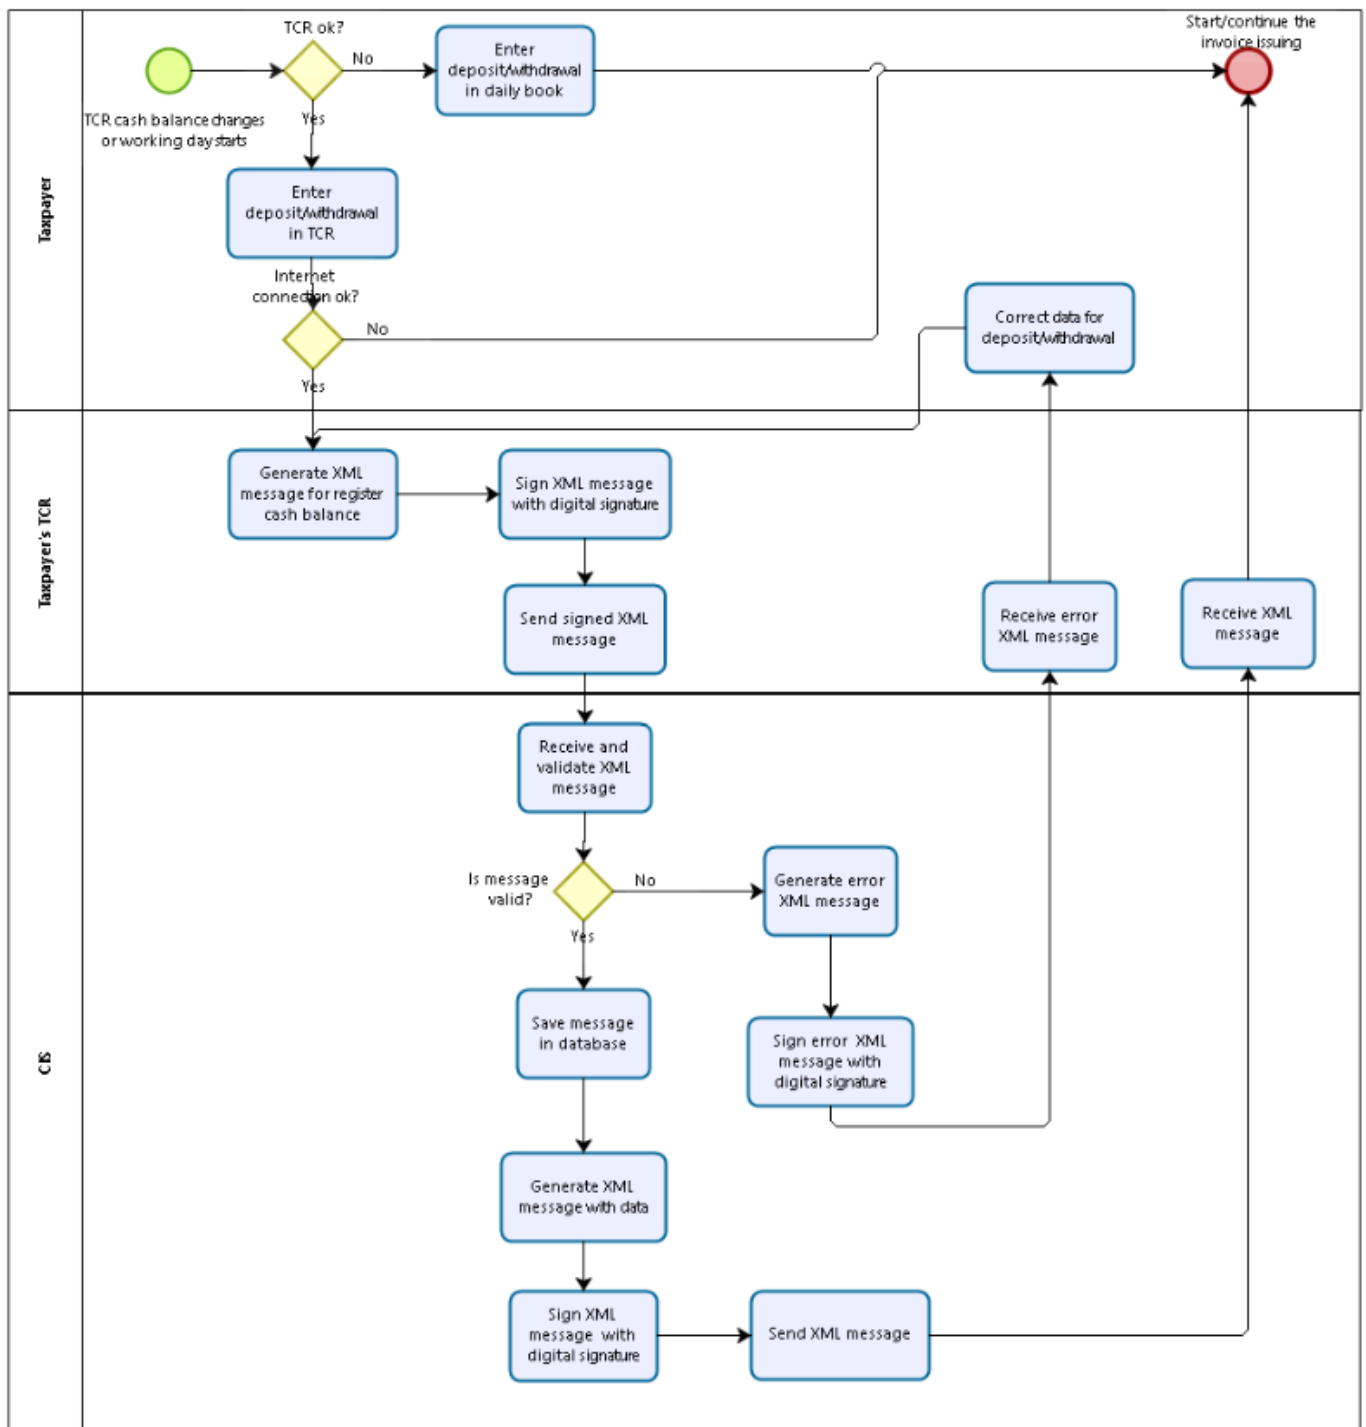 TCR ok?
Start/continue the
invoice issuing
No
Enter
deposit/withdrawal
in daily book
TCR cash balance changes
or working day starts
Yes
Taxpayer
Enter
deposit/withdrawal
in TCR
Internet
connection ok?
No
Yes
Correct data for
deposit/withdrawal
Taxpayer's TCR
Generate XML
message for register
cash balance
Sign XML message
with digital signature
Send signed XML
message
Receive error
XML message
Receive XML
message
CIS
Receive and
validate XML
message
Is message
valid?
No
Yes
Generate error
XML message
Save message
in database
Sign error XML
message with
digital signature
Generate XML
message with data
Sign XML
message with
digital signature
Send XML message